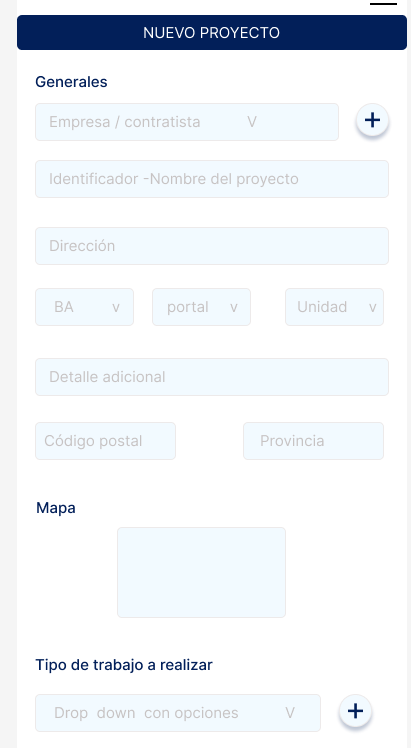 NUEVO PROYECTO
Generales
Empresa / contratista V
Identificador -Nombre del proyecto
Dirección
BA v portal v Unidad v
Detalle adicional
Código postal Provincia
Mapa
Tipo de trabajo a realizar
Drop down con opciones V